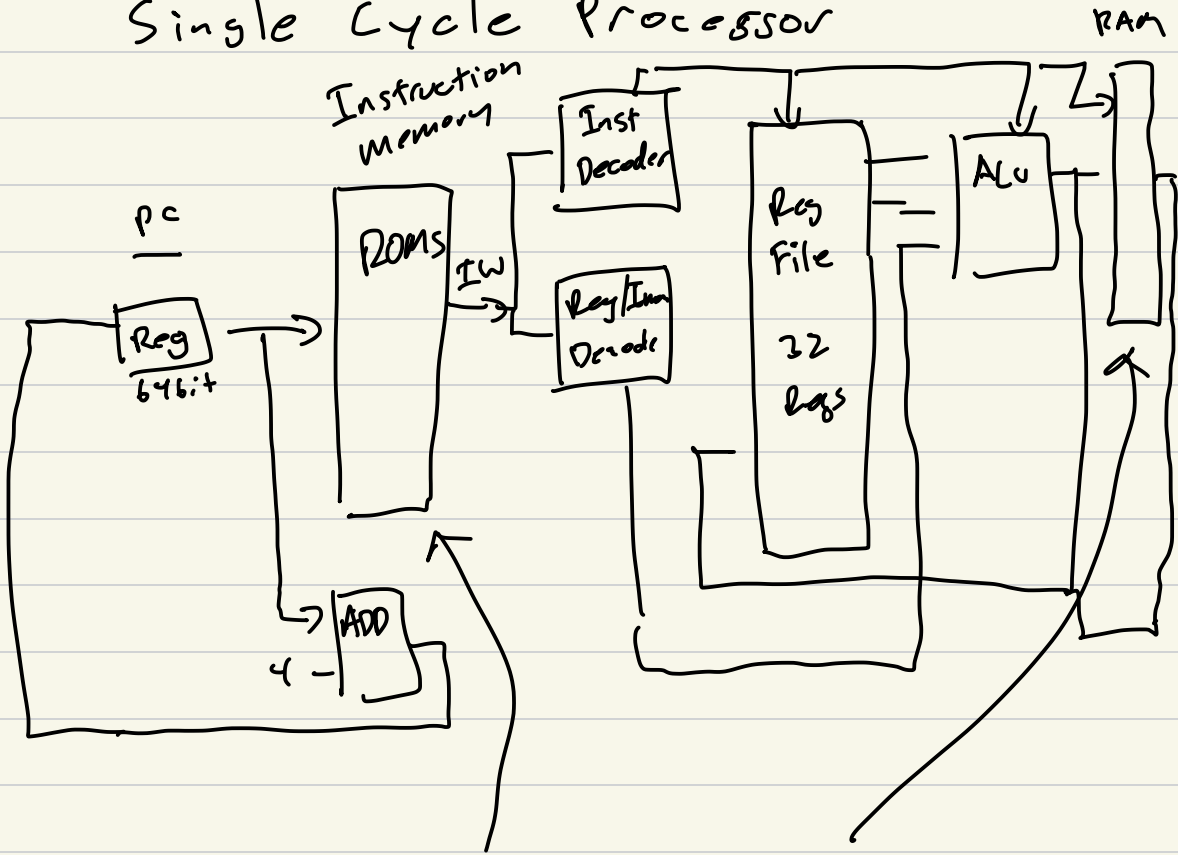 Single Cycle Processor
RAM
Instruction
Memory
Inst
Decoder
ALU
PC
ROMS
Reg
File
32
Regs
IW
Reg/Imm
Decode
Reg
64bit
ADD
4